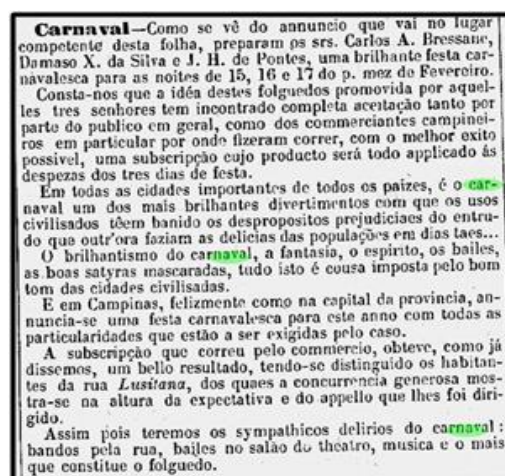 Carnaval—Como se vê do annuncio que vai no lugar
competente desta folha, preparam os srs. Carlos A. Bressane,
Damaso X. da Silva e J. H. de Pontes, uma brilhante festa car-
navalesca para as noites de 15, 16 e 17 do p. mez de Fevereiro.
Consta-nos que a idéa destes folguedos promovida por aquel-
les tres senhores tem incontrado completa aceitação tanto por
parte do publico em geral, como dos commerciantes campinei-
ros em particular por onde fizeram correr, com o melhor exito
possivel, uma subscripção cujo producto será todo applicado ás
despezas dos tres dias de festa.
Em todas as cidades importantes de todos os paizes, é o car-
naval um dos mais brilhantes divertimentos com que os usos
civilisados têem banido os despropositos prejudiciaes do entru-
do que outr'ora faziam as delicias das populações em dias taes...
O brilhantismo do carnaval, a fantasia, o espirito, os bailes,
as boas satyras mascaradas, tudo isto é cousa imposta pelo bom
tom das cidades civilisadas.
E em Campinas, felizmente como na capital da provincia, an-
nuncia-se uma festa carnavalesca para este anno com todas as
particularidades que estão a ser exigidas pelo caso.
A subscripção que correu pelo commercio, obteve, como já
dissemos, um bello resultado, tendo-se distinguido os habitan-
tes da rua Lusitana, dos quaes a concurrencia generosa mos-
tra-se na altura da expectativa e do appello que lhes foi diri-
gido.
Assim pois teremos os sympathicos delirios do carnaval:
bandos pela rua, bailes no salão do theatro, musica e o mais
que constitue o folguedo.